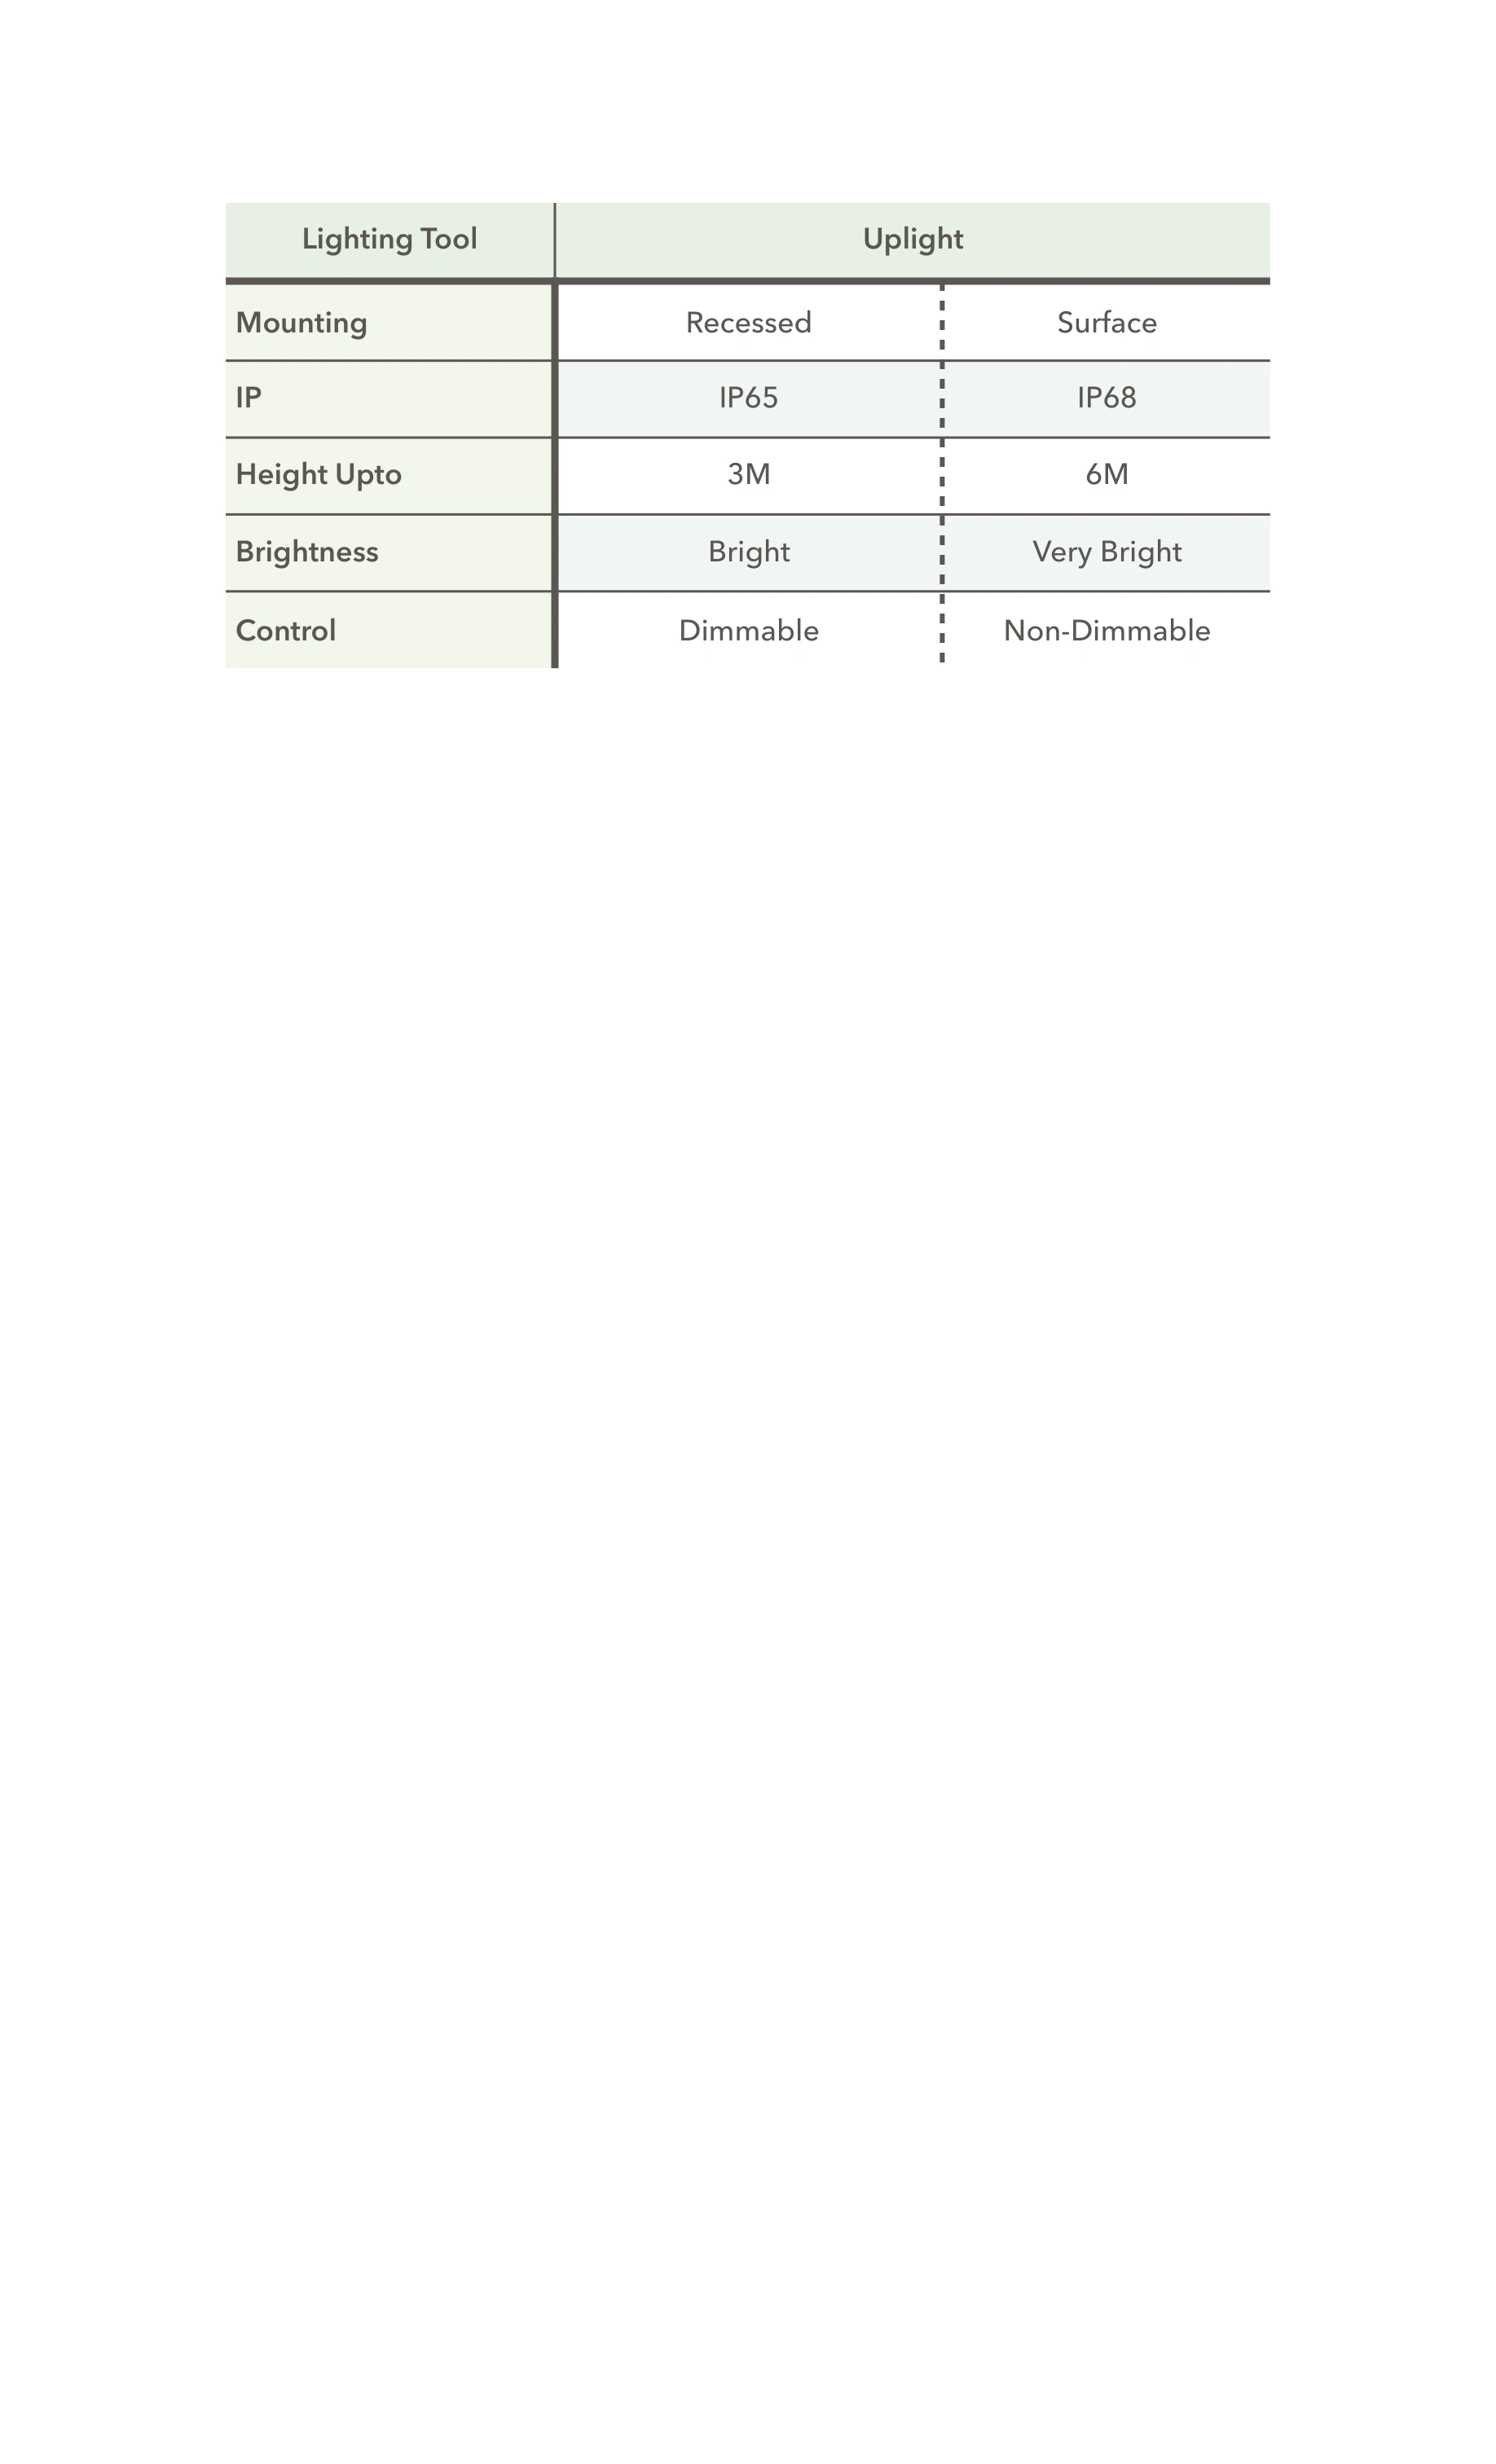 Lighting Tool Uplight
Mounting Recessed Surface
IP IP65 IP68
Height Upto 3M 6M
Brightness Bright Very Bright
Control Dimmable Non-Dimmable